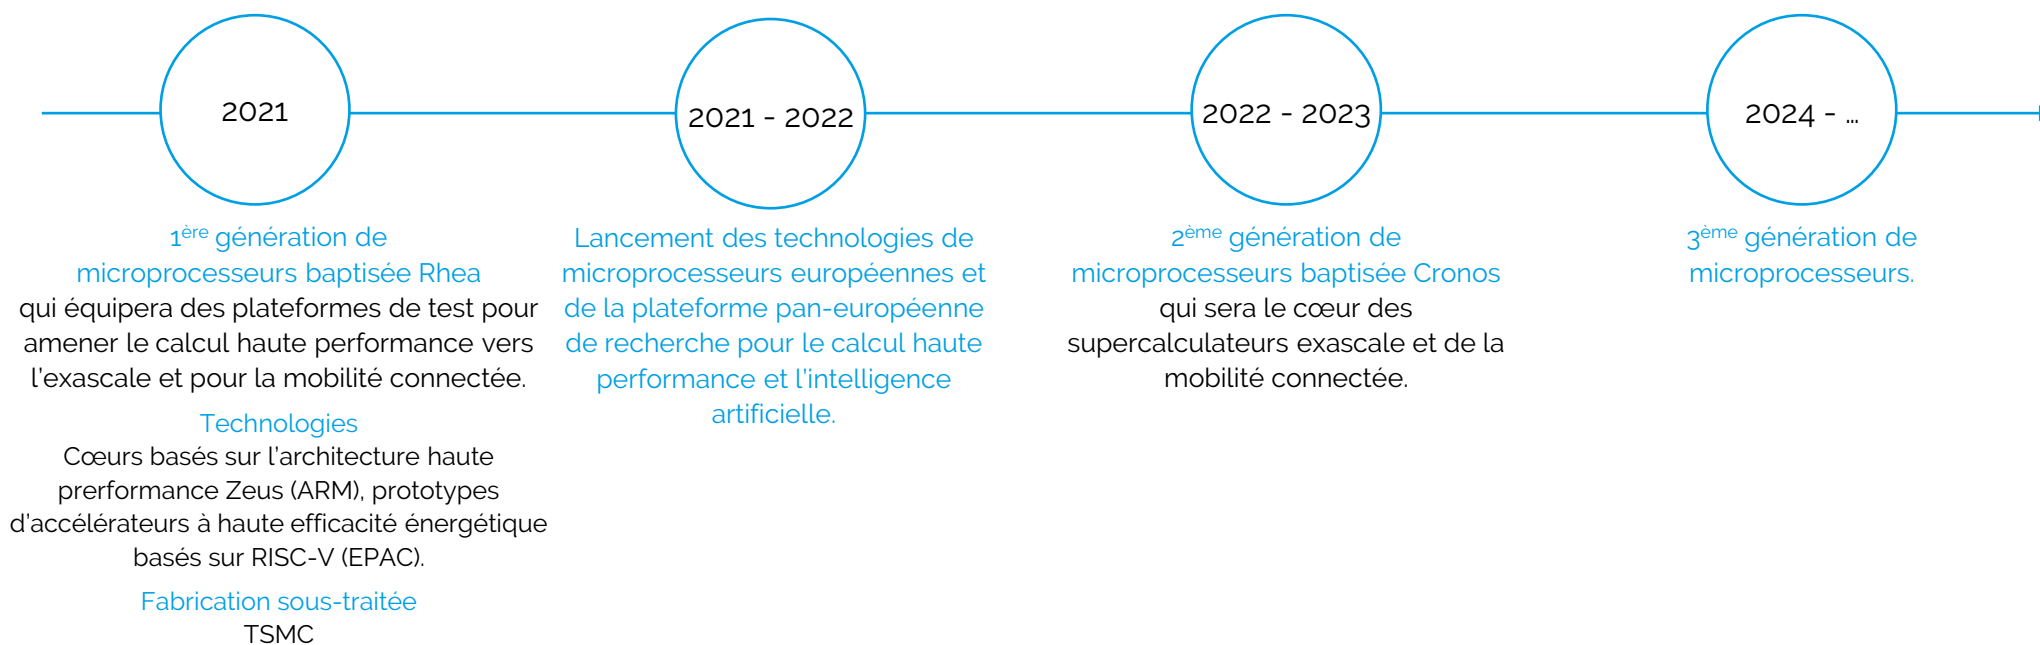 2021
1ère génération de
microprocesseurs baptisée Rhea
qui équipera des plateformes de test pour
amener le calcul haute performance vers
l’exascale et pour la mobilité connectée.
Technologies
Cœurs basés sur l’architecture haute
prerformance Zeus (ARM), prototypes
d’accélérateurs à haute efficacité énergétique
basés sur RISC-V (EPAC).
Fabrication sous-traitée
TSMC
2021 - 2022
Lancement des technologies de
microprocesseurs européennes et
de la plateforme pan-européenne
de recherche pour le calcul haute
performance et l’intelligence
artificielle.
2022 - 2023
2ème génération de
microprocesseurs baptisée Cronos
qui sera le cœur des
supercalculateurs exascale et de la
mobilité connectée.
2024 - …
3ème génération de
microprocesseurs.